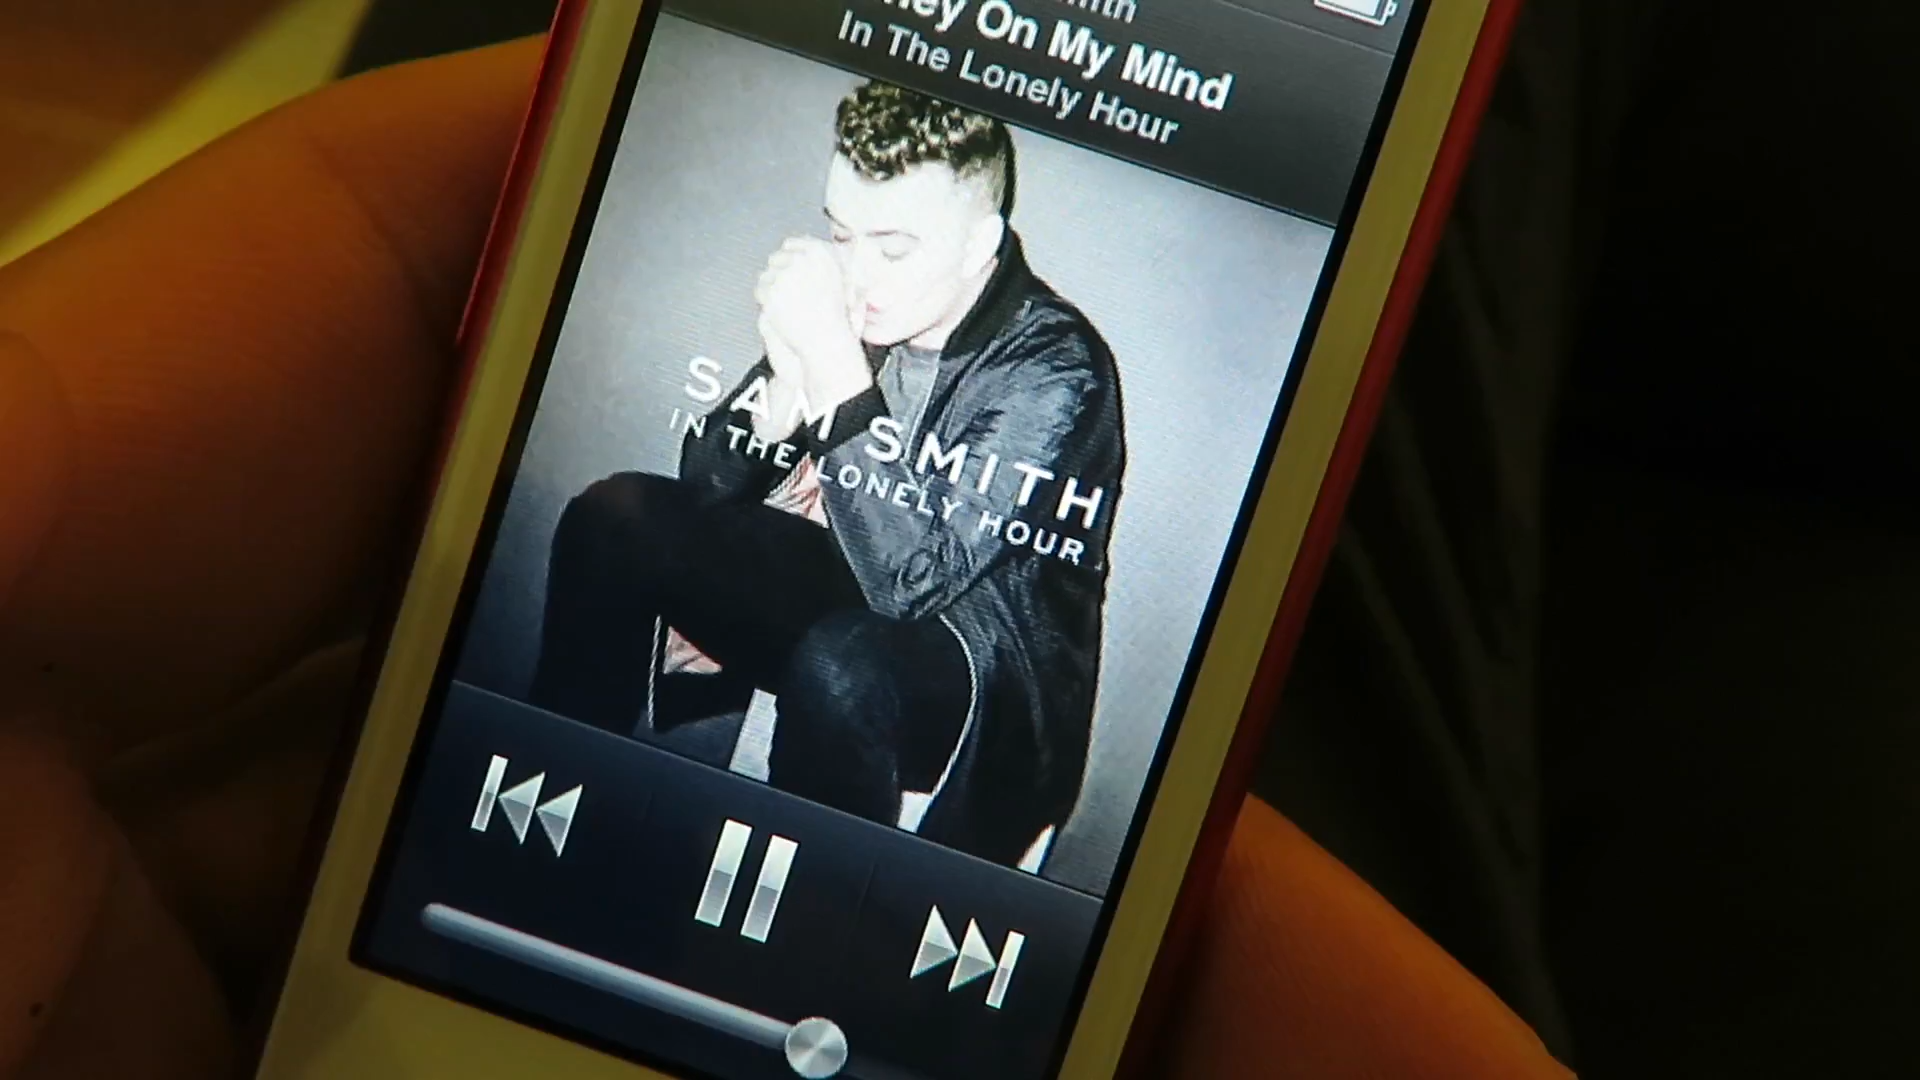 On My Mind
In The Lonely Hour
SAM SMITH
IN THE LONELY HOUR